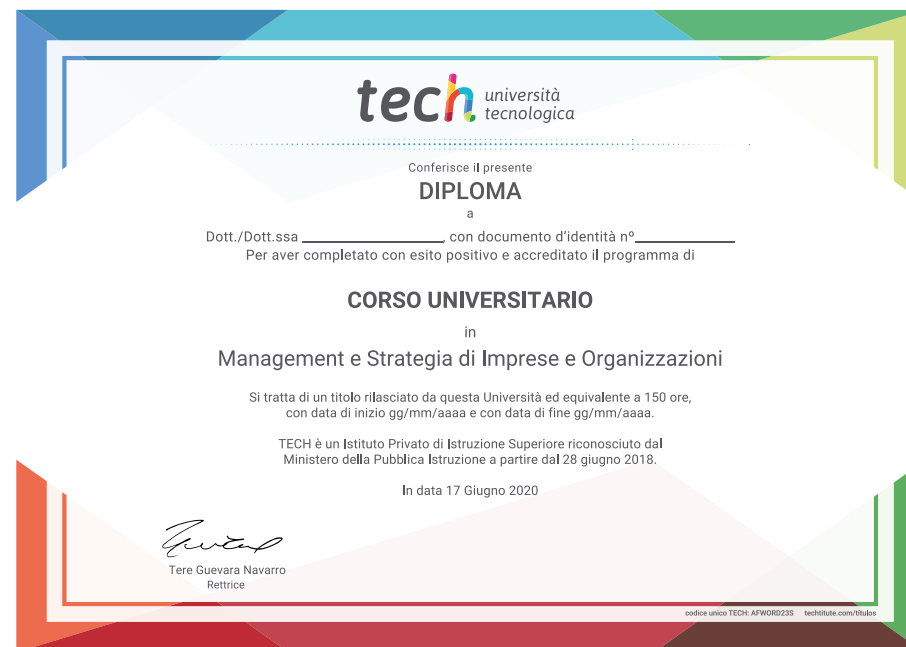 tech università
tecnologica
Conferisce il presente
DIPLOMA
a
Dott./Dott.ssa ________________, con documento d'identità nº____________
Per aver completato con esito positivo e accreditato il programma di
CORSO UNIVERSITARIO
in
Management e Strategia di Imprese e Organizzazioni
Si tratta di un titolo rilasciato da questa Università ed equivalente a 150 ore,
con data di inizio gg/mm/aaaa e con data di fine gg/mm/aaaa.
TECH è un Istituto Privato di Istruzione Superiore riconosciuto dal
Ministero della Pubblica Istruzione a partire dal 28 giugno 2018.
In data 17 Giugno 2020
Tere Guevara Navarro
Rettrice
codice unico TECH: AFWORD23S techtitute.com/titulos